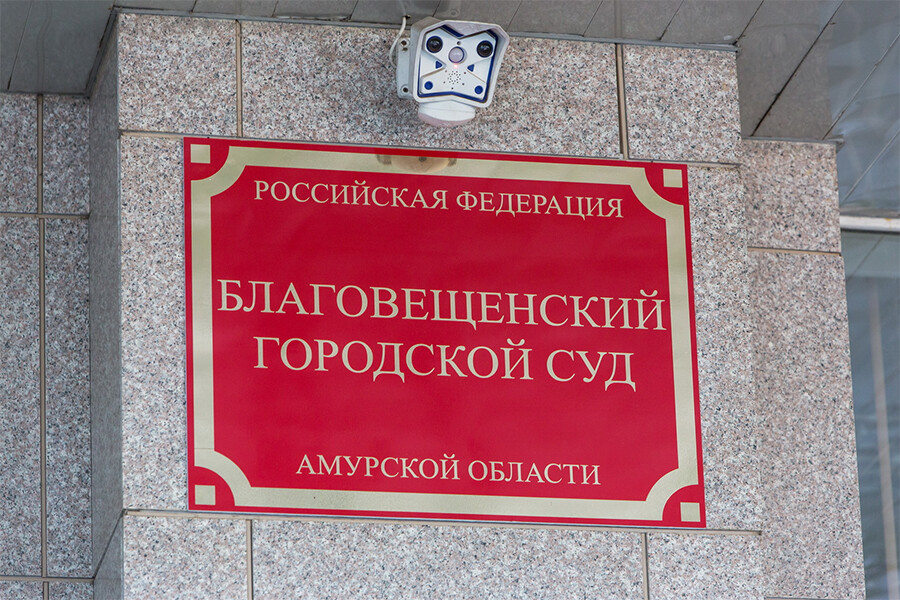 РОССИЙСКАЯ ФЕДЕРАЦИЯ
БЛАГОВЕЩЕНСКИЙ
ГОРОДСКОЙ СУД
АМУРСКОЙ ОБЛАСТИ